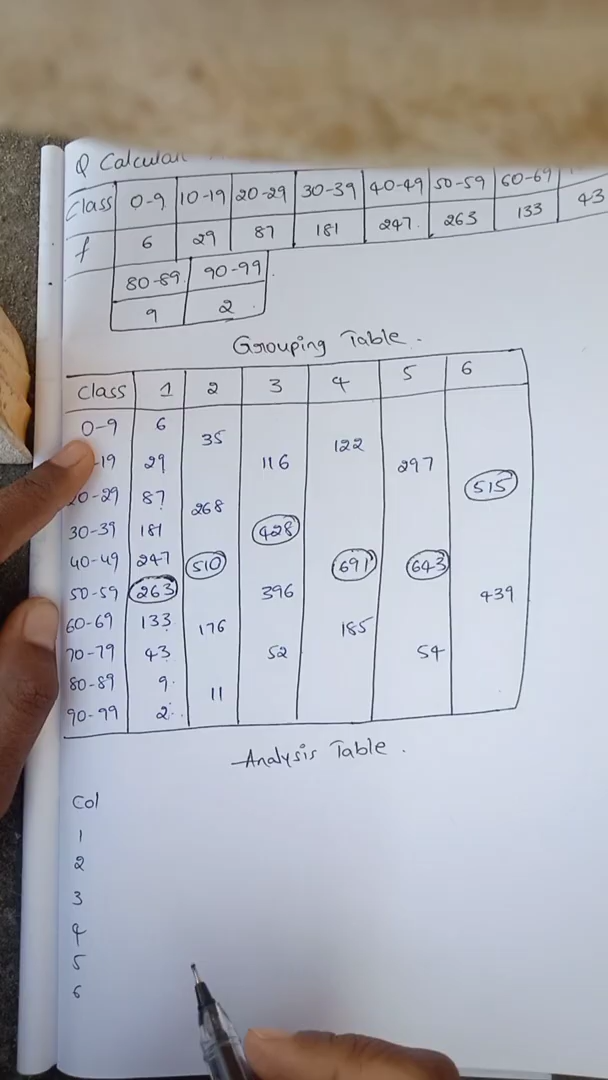 Q Calculate
Class 0-9 10-19 20-29 30-39 40-49 50-59 60-69
f 6 29 87 181 247. 263 133 43
80-89. 90-99.
9 2
Grouping Table.
Class 1 2 3 4 5 6
0-9 6
35 122
-19 29 116 297
20-29 87 515
268
30-39 181 428
40-49 247 510 691 643
50-59 263 396 439
60-69 133 176 185
70-79 43 52 54
80-89 9.
11
90-99 2
Analysis Table.
Col
1
2
3
4
5
6